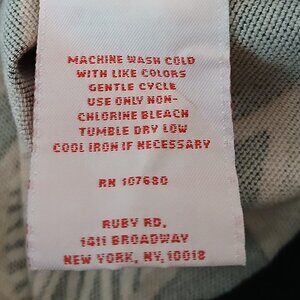 MACHINE WASH COLD
WITH LIKE COLORS
GENTLE CYCLE
USE ONLY NON-
CHLORINE BLEACH
TUMBLE DRY LOW
COOL IRON IF NECESSARY
RN 107680
RUBY RD.
1411 BROADWAY
NEW YORK, NY, 10018